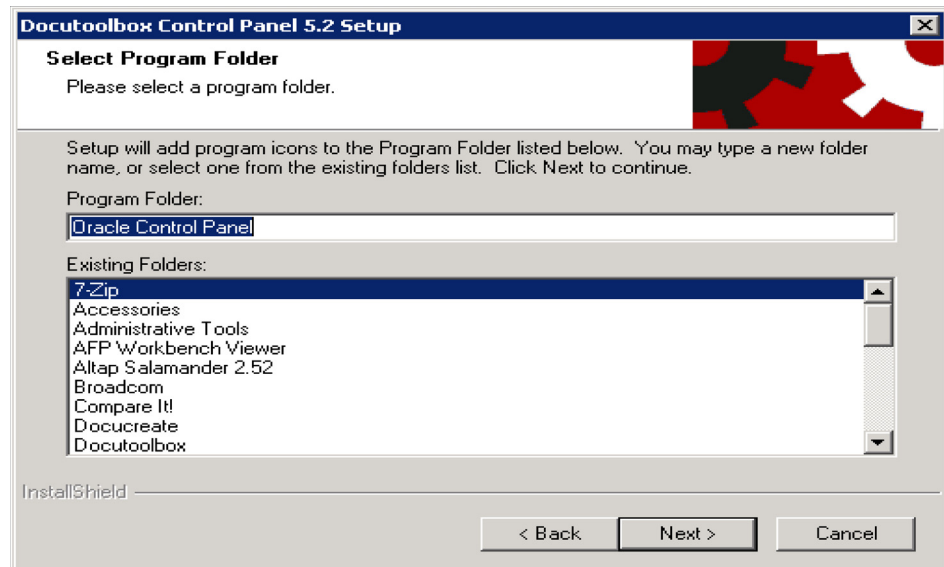 Docutoolbox Control Panel 5.2 Setup
Select Program Folder
Please select a program folder.
Setup will add program icons to the Program Folder listed below.  You may type a new folder
name, or select one from the existing folders list.  Click Next to continue.
Program Folder:
Oracle Control Panel
Existing Folders:
7-Zip
Accessories
Administrative Tools
AFP Workbench Viewer
Altap Salamander 2.52
Broadcom
Compare It!
Docucreate
Docutoolbox
InstallShield
< Back
Next >
Cancel